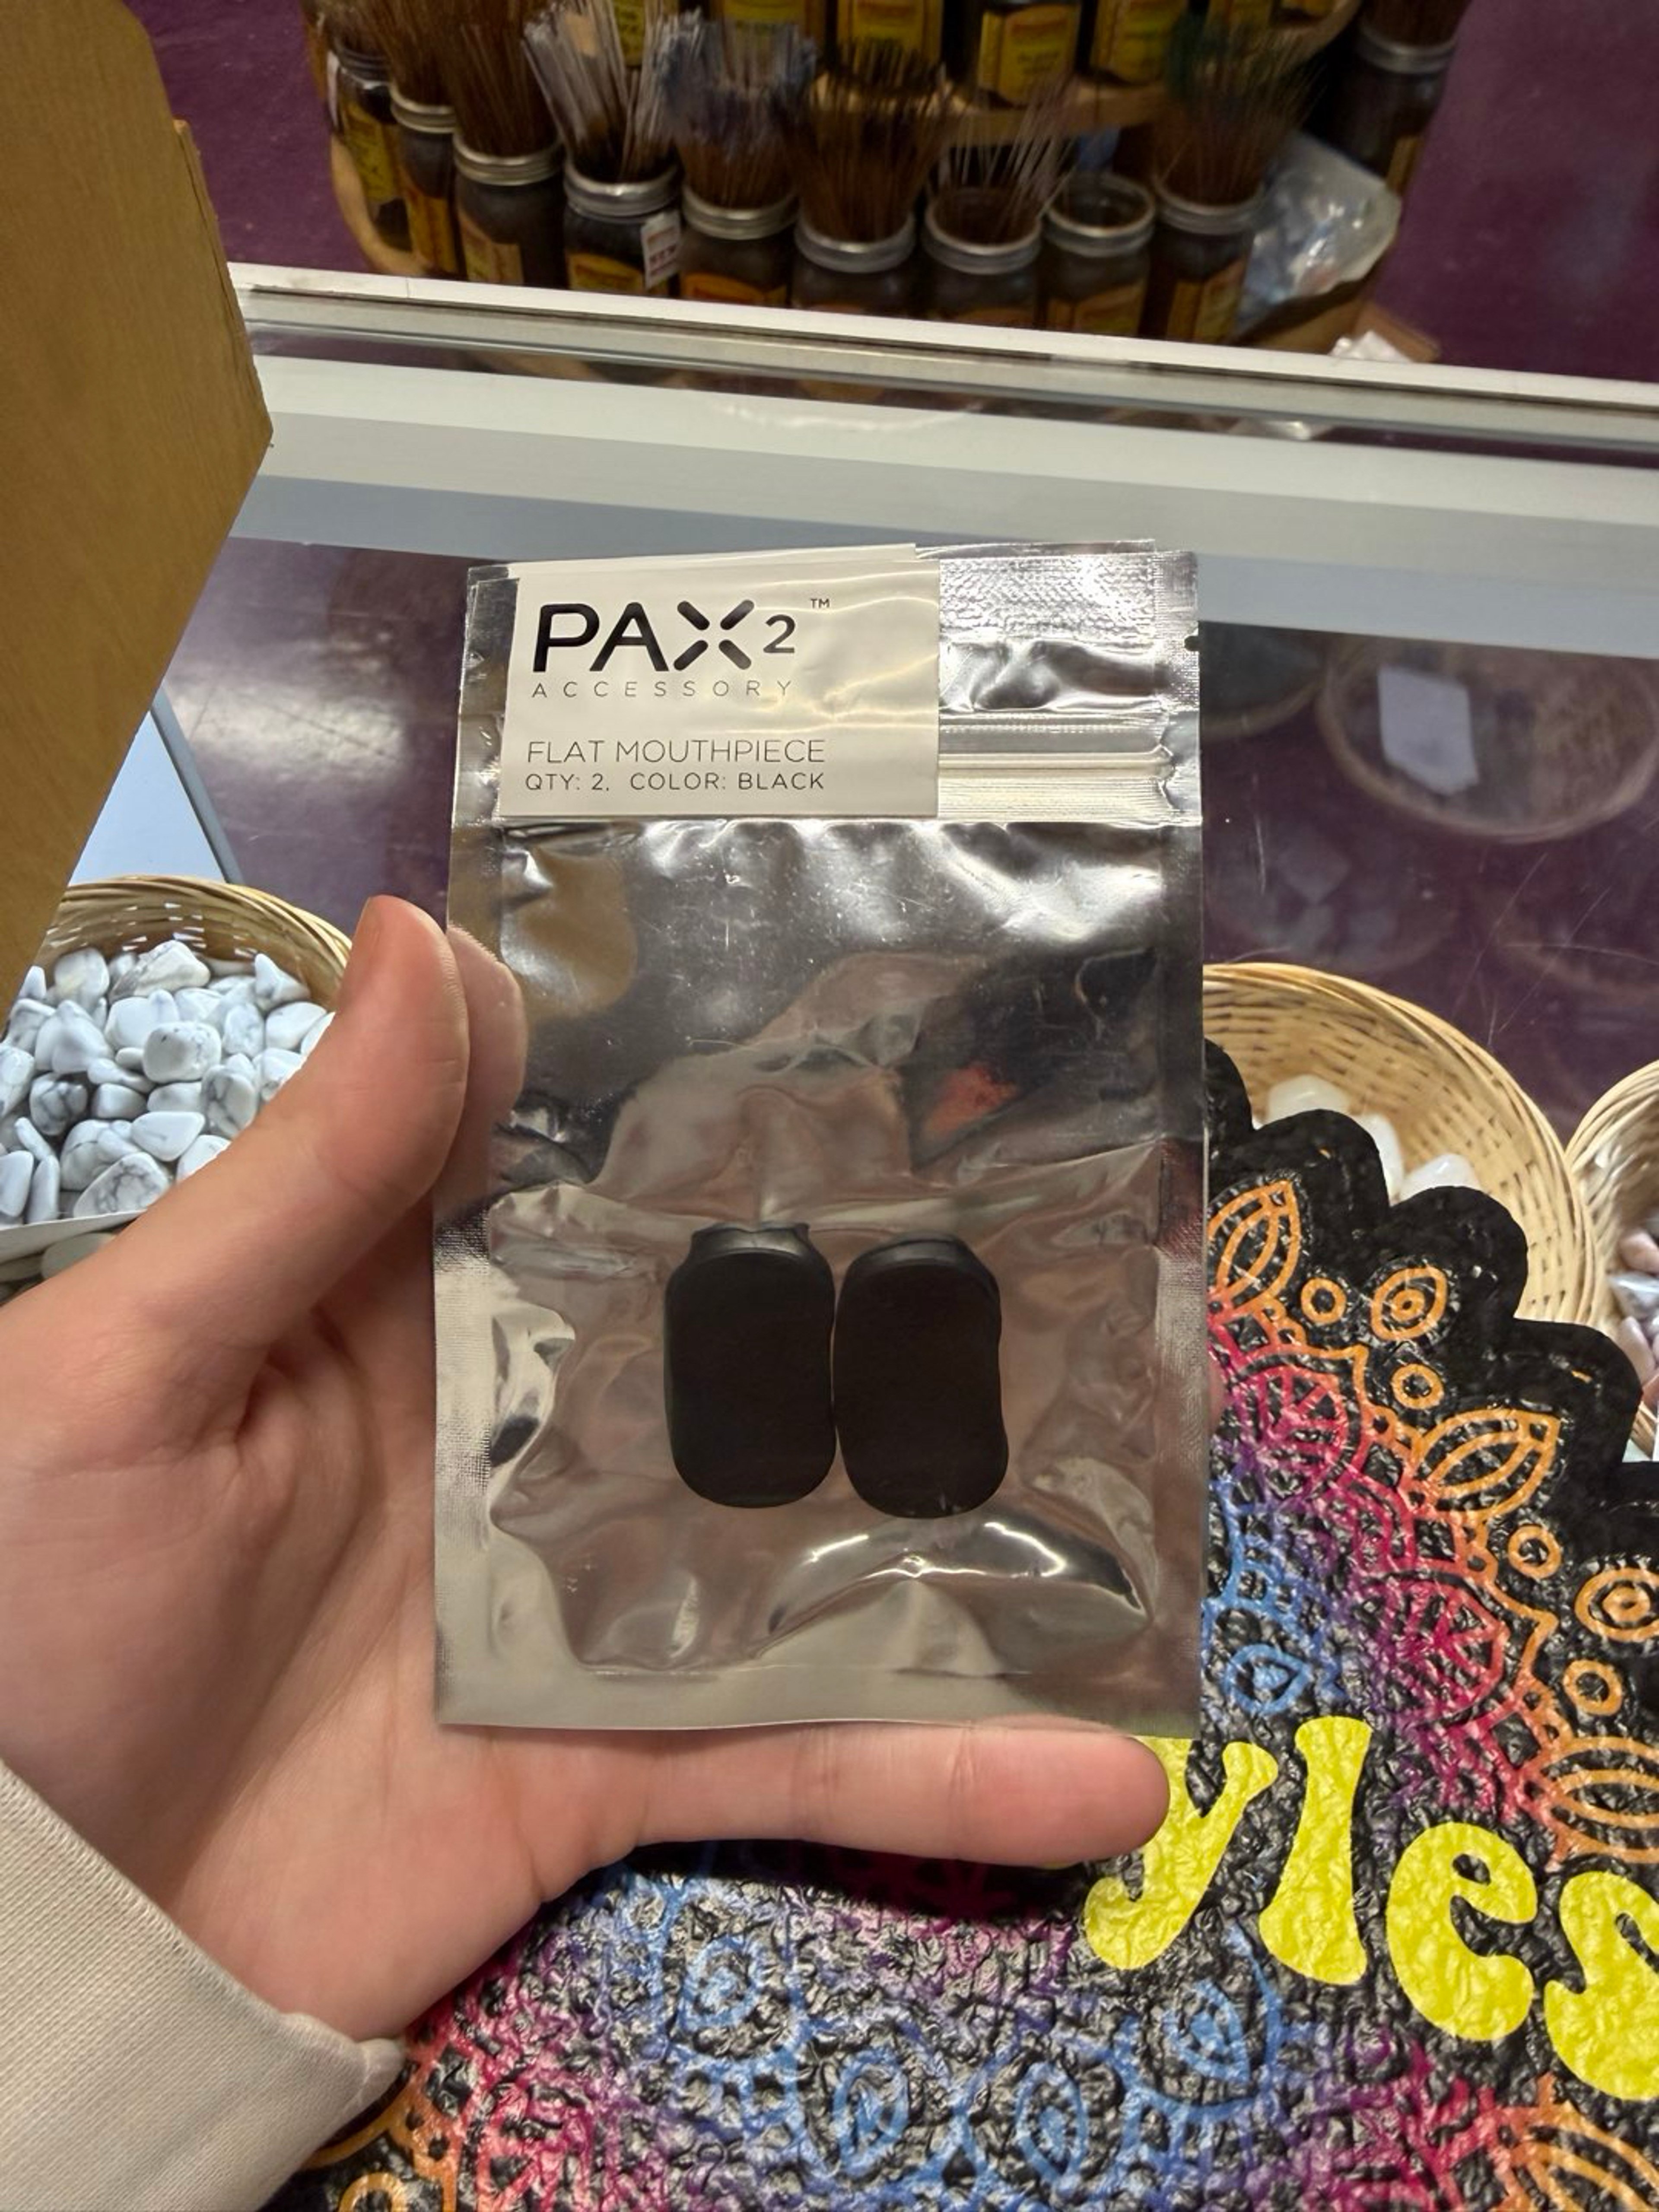 PAX2™
ACCESSORY
FLAT MOUTHPIECE
QTY: 2, COLOR: BLACK
yles